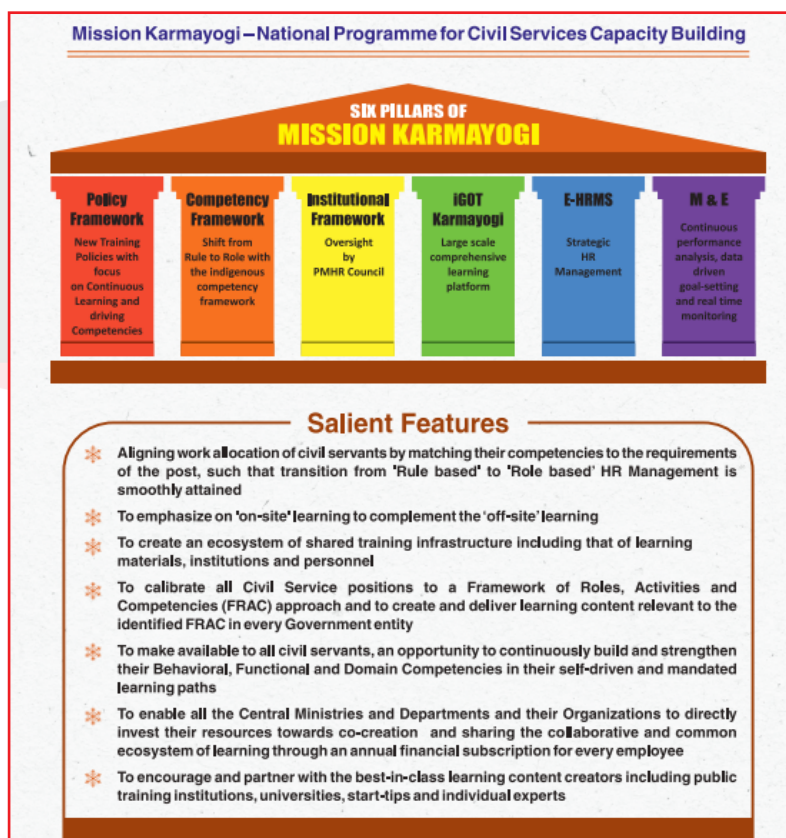 Mission Karmayogi – National Programme for Civil Services Capacity Building
SIX PILLARS OF
MISSION KARMAYOGI
Policy
Framework
New Training
Policies with
focus
on Continuous
Learning and
driving
Competencies
Competency
Framework
Shift from
Rule to Role with
the indigenous
competency
framework
Institutional
Framework
Oversight
by
PMHR Council
iGOT
Karmayogi
Large scale
comprehensive
learning
platform
E-HRMS
Strategic
HR
Management
M & E
Continuous
performance
analysis, data
driven
goal-setting
and real time
monitoring
Salient Features
Aligning work allocation of civil servants by matching their competencies to the requirements
of the post, such that transition from 'Rule based' to 'Role based' HR Management is
smoothly attained
To emphasize on 'on-site' learning to complement the 'off-site' learning
To create an ecosystem of shared training infrastructure including that of learning
materials, institutions and personnel
To calibrate all Civil Service positions to a Framework of Roles, Activities and
Competencies (FRAC) approach and to create and deliver learning content relevant to the
identified FRAC in every Government entity
To make available to all civil servants, an opportunity to continuously build and strengthen
their Behavioral, Functional and Domain Competencies in their self-driven and mandated
learning paths
To enable all the Central Ministries and Departments and their Organizations to directly
invest their resources towards co-creation and sharing the collaborative and common
ecosystem of learning through an annual financial subscription for every employee
To encourage and partner with the best-in-class learning content creators including public
training institutions, universities, start-tips and individual experts